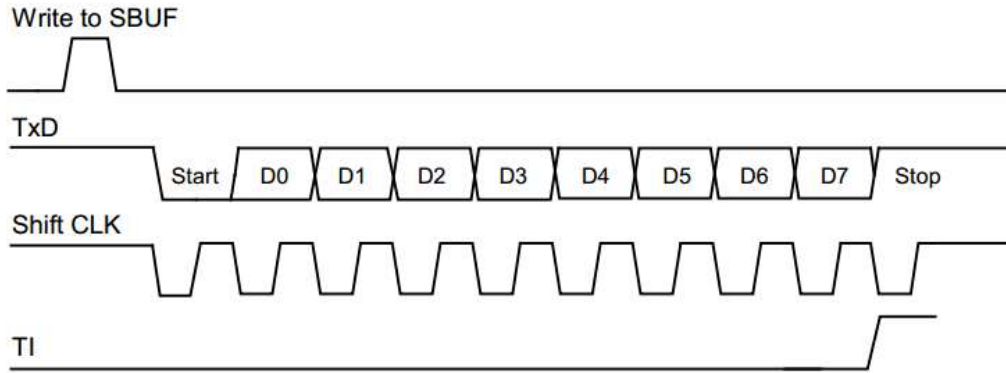 Write to SBUF
TxD
Start D0 D1 D2 D3 D4 D5 D6 D7 Stop
Shift CLK
TI